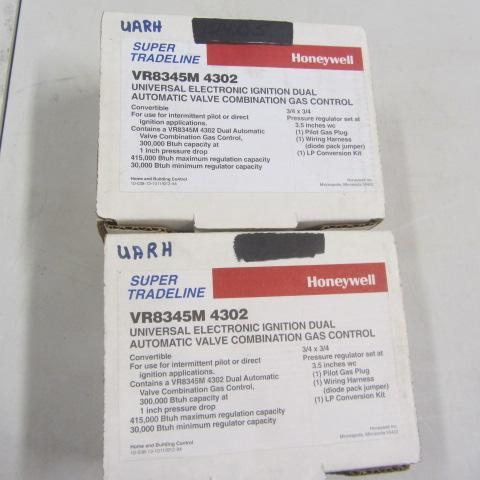 UARH
SUPER
TRADELINE
Honeywell
VR8345M 4302
UNIVERSAL ELECTRONIC IGNITION DUAL
AUTOMATIC VALVE COMBINATION GAS CONTROL
Convertible
For use for intermittent pilot or direct
ignition applications.
Contains a VR8345M 4302 Dual Automatic
Valve Combination Gas Control,
300,000 Btuh capacity at
1 inch pressure drop
415,000 Btuh maximum regulation capacity
30,000 Btuh minimum regulator capacity
3/4 x 3/4
Pressure regulator set at
3.5 inches wc
(1) Pilot Gas Plug
(1) Wiring Harness
(diode pack jumper)
(1) LP Conversion Kit
Home and Building Control
Honeywell Inc.
Minneapolis, Minnesota
UARH
SUPER
TRADELINE
Honeywell
VR8345M 4302
UNIVERSAL ELECTRONIC IGNITION DUAL
AUTOMATIC VALVE COMBINATION GAS CONTROL
Convertible
For use for intermittent pilot or direct
ignition applications.
Contains a VR8345M 4302 Dual Automatic
Valve Combination Gas Control,
300,000 Btuh capacity at
1 inch pressure drop
415,000 Btuh maximum regulation capacity
30,000 Btuh minimum regulator capacity
3/4 x 3/4
Pressure regulator set at
3.5 inches wc
(1) Pilot Gas Plug
(1) Wiring Harness
(diode pack jumper)
(1) LP Conversion Kit
Home and Building Control
Honeywell Inc.
Minneapolis, Minnesota